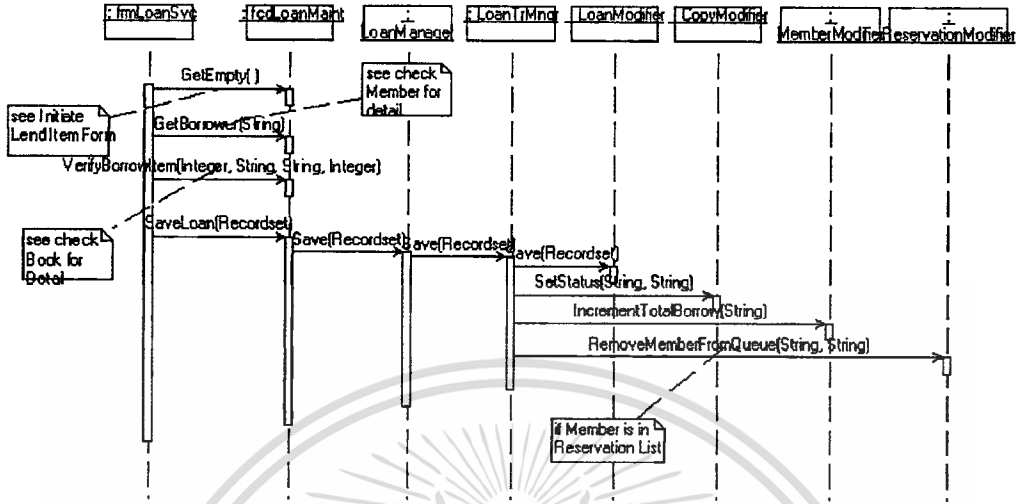 : frmLoanSvc
: fcdLoanMaint
:
LoanManager
: LoanTrMngr
: LoanModifier
: CopyModifier
:
MemberModifier
:
ReservationModifier
GetEmpty( )
see check
Member for
detail
see Initiate
LendItem Form
GetBorrower(String)
VerifyBorrowItem(Integer, String, String, Integer)
SaveLoan(Recordset)
see check
Book for
Detail
Save(Recordset)
Save(Recordset)
Save(Recordset)
SetStatus(String, String)
IncrementTotalBorrow(String)
RemoveMemberFromQueue(String, String)
if Member is in
Reservation List